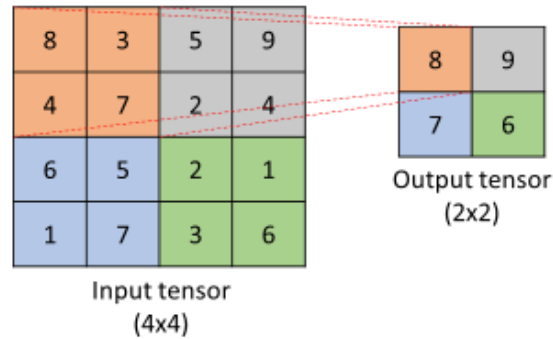 8 3 5 9
4 7 2 4
6 5 2 1
1 7 3 6
Input tensor
(4x4)
8 9
7 6
Output tensor
(2x2)